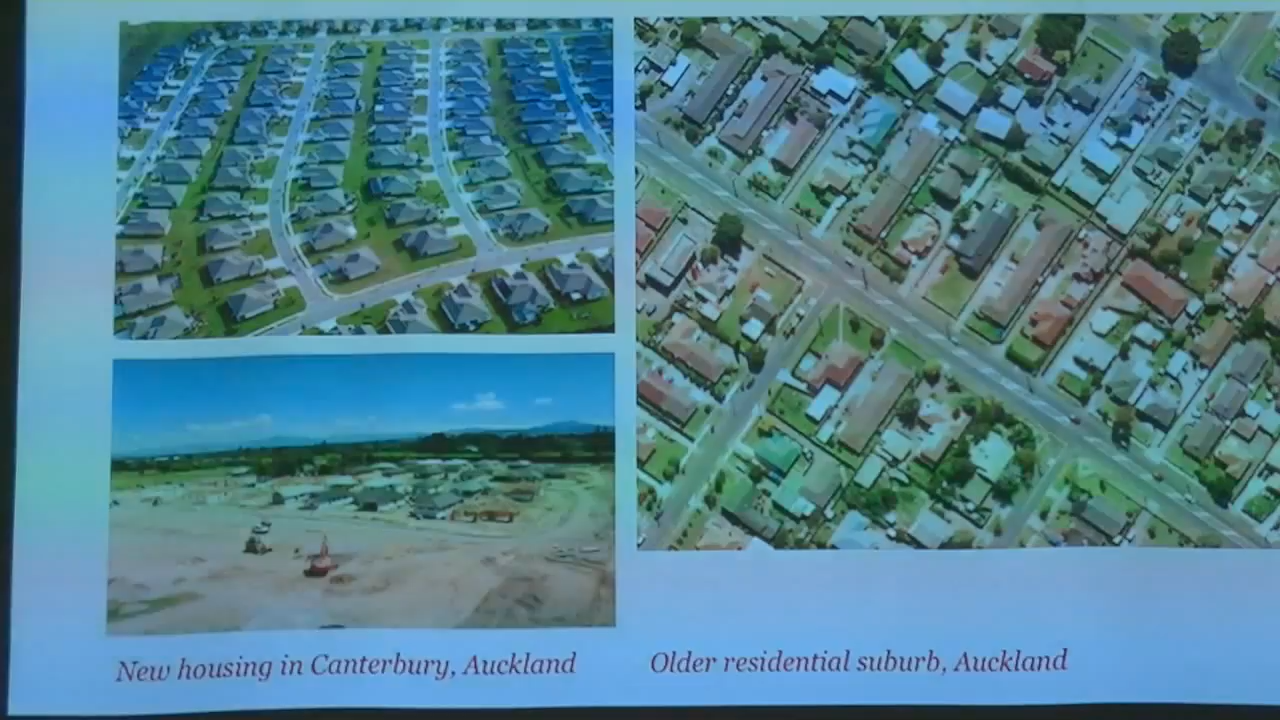 New housing in Canterbury, Auckland
Older residential suburb, Auckland